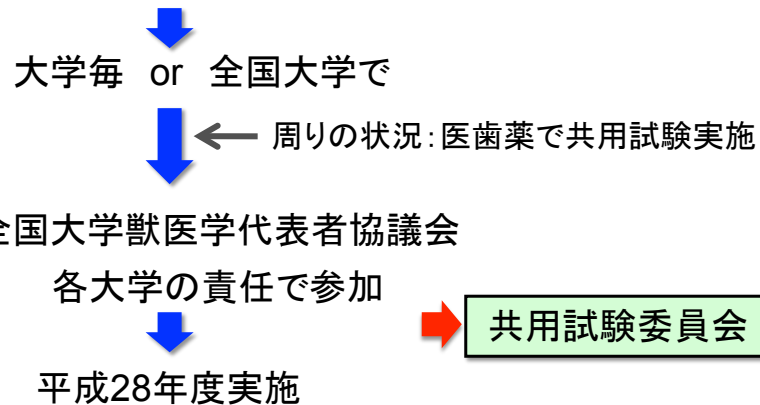 大学毎 or 全国大学で
周りの状況:医歯薬で共用試験実施
全国大学獣医学代表者協議会
各大学の責任で参加
共用試験委員会
平成28年度実施